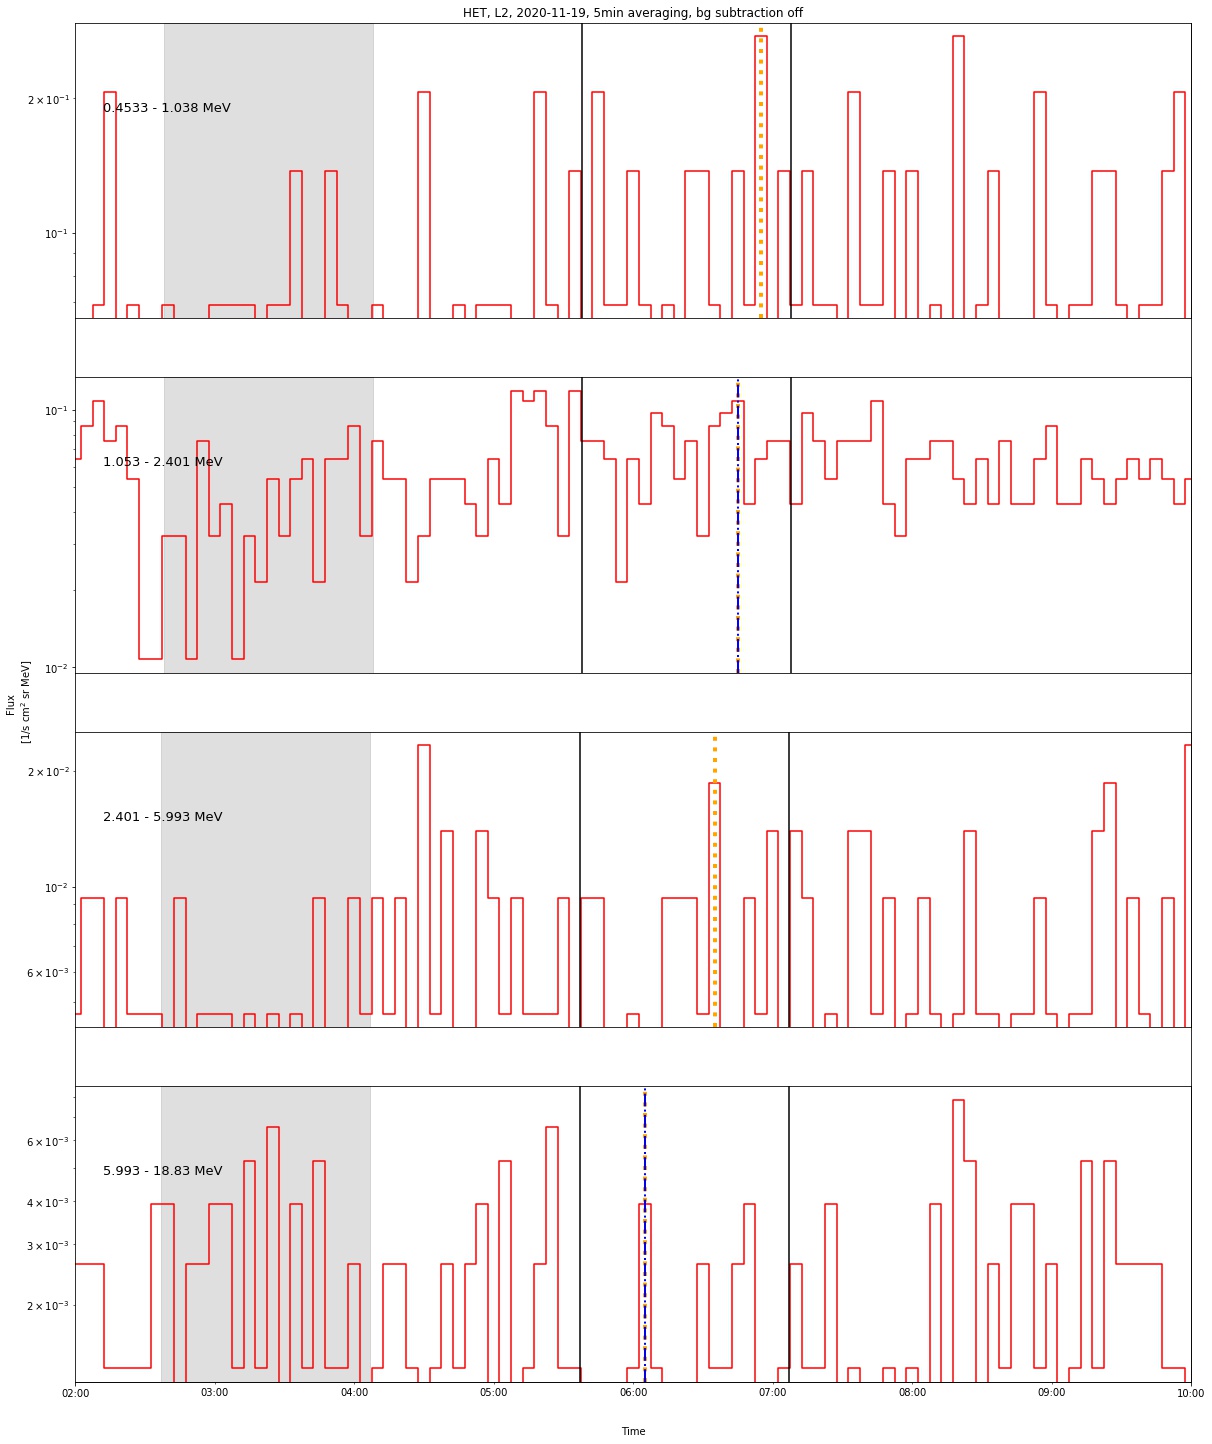 HET, L2, 2020-11-19, 5min averaging, bg subtraction off
2 × 10⁻¹
0.4533 - 1.038 MeV
10⁻¹
10⁻¹
1.053 - 2.401 MeV
10⁻²
Flux
[1/s cm² sr MeV]
2 × 10⁻²
2.401 - 5.993 MeV
10⁻²
6 × 10⁻³
6 × 10⁻³
5.993 - 18.83 MeV
4 × 10⁻³
3 × 10⁻³
2 × 10⁻³
02:00 03:00 04:00 05:00 06:00 07:00 08:00 09:00 10:00
Time